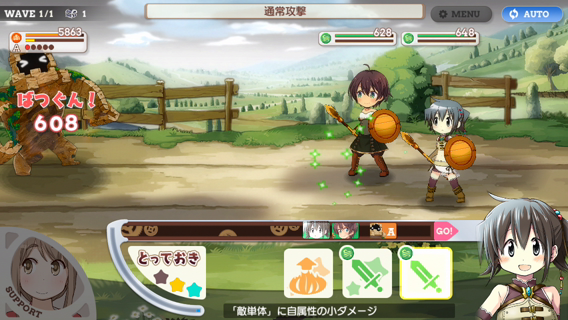 WAVE 1/1 1
通常攻撃
MENU
AUTO
5863
A
628
648
ばつぐん!
608
A
GO!
とっておき
SUPPORT
「敵単体」に自属性の小ダメージ